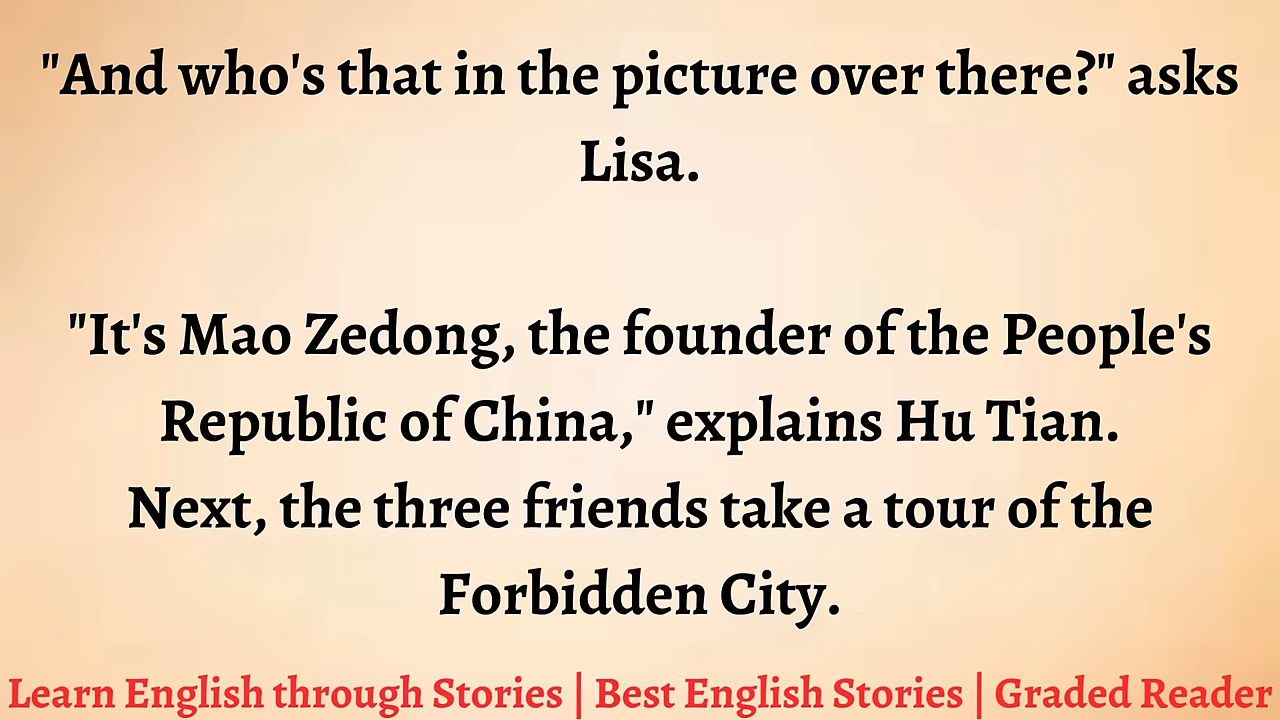 "And who's that in the picture over there?" asks
Lisa.
"It's Mao Zedong, the founder of the People's
Republic of China," explains Hu Tian.
Next, the three friends take a tour of the
Forbidden City.
Learn English through Stories | Best English Stories | Graded Reader